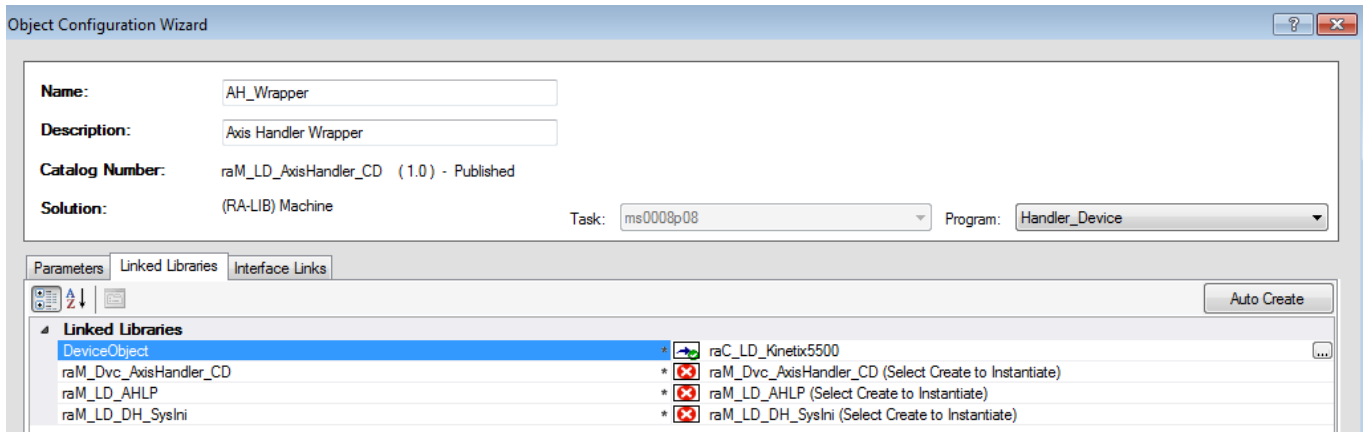 Object Configuration Wizard
Name: AH_Wrapper
Description: Axis Handler Wrapper
Catalog Number: raM_LD_AxisHandler_CD (1.0) - Published
Solution: (RA-LIB) Machine Task: ms0008p08 Program: Handler_Device
Parameters Linked Libraries Interface Links
Auto Create
Linked Libraries
DeviceObject * raC_LD_Kinetix5500 ...
raM_Dvc_AxisHandler_CD * raM_Dvc_AxisHandler_CD (Select Create to Instantiate)
raM_LD_AHLP * raM_LD_AHLP (Select Create to Instantiate)
raM_LD_DH_SysIni * raM_LD_DH_SysIni (Select Create to Instantiate)